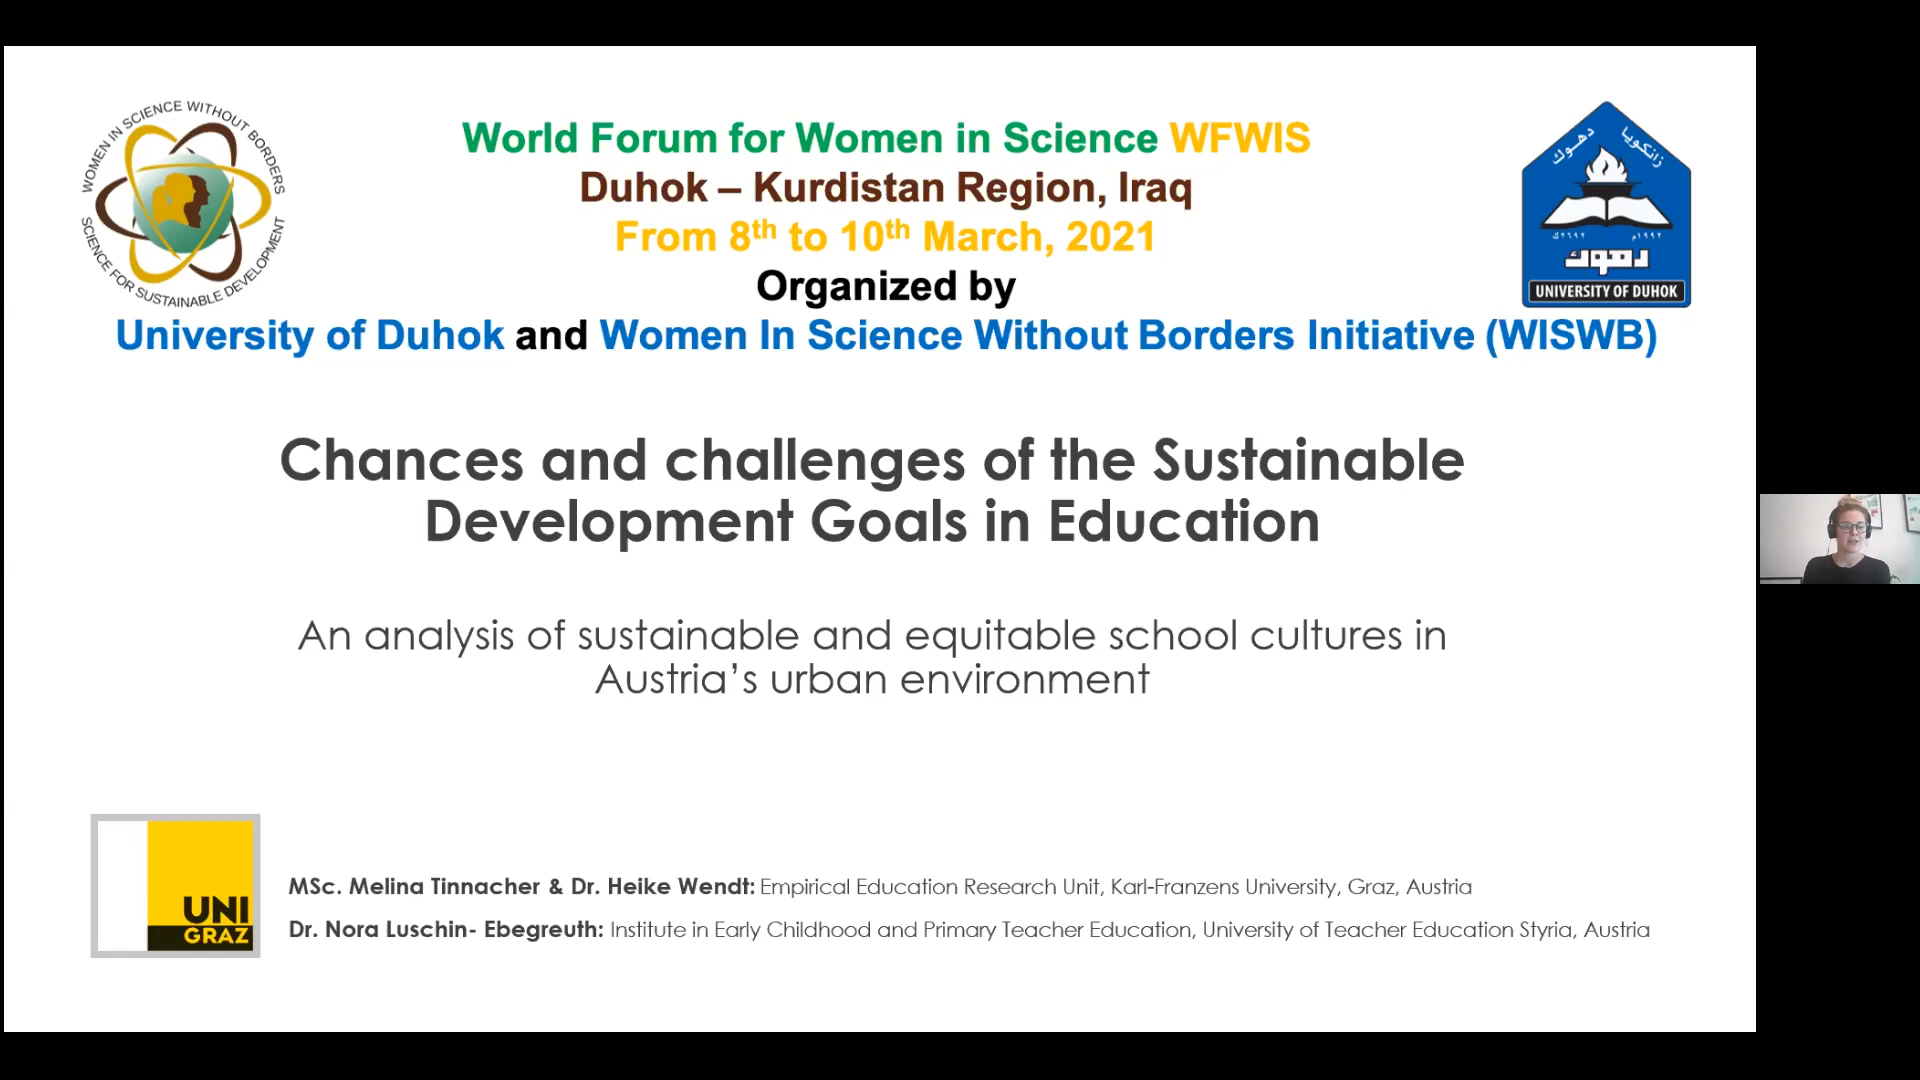 WOMEN IN SCIENCE WITHOUT BORDERS
SCIENCE FOR SUSTAINABLE DEVELOPMENT
World Forum for Women in Science WFWIS
Duhok – Kurdistan Region, Iraq
From 8th to 10th March, 2021
Organized by
University of Duhok and Women In Science Without Borders Initiative (WISWB)
زانكويا دهوك
٢٦٩٢ك ١٩٩٢م
دهوك
UNIVERSITY OF DUHOK
Chances and challenges of the Sustainable
Development Goals in Education
An analysis of sustainable and equitable school cultures in
Austria’s urban environment
UNI
GRAZ
MSc. Melina Tinnacher & Dr. Heike Wendt: Empirical Education Research Unit, Karl-Franzens University, Graz, Austria
Dr. Nora Luschin- Ebegreuth: Institute in Early Childhood and Primary Teacher Education, University of Teacher Education Styria, Austria